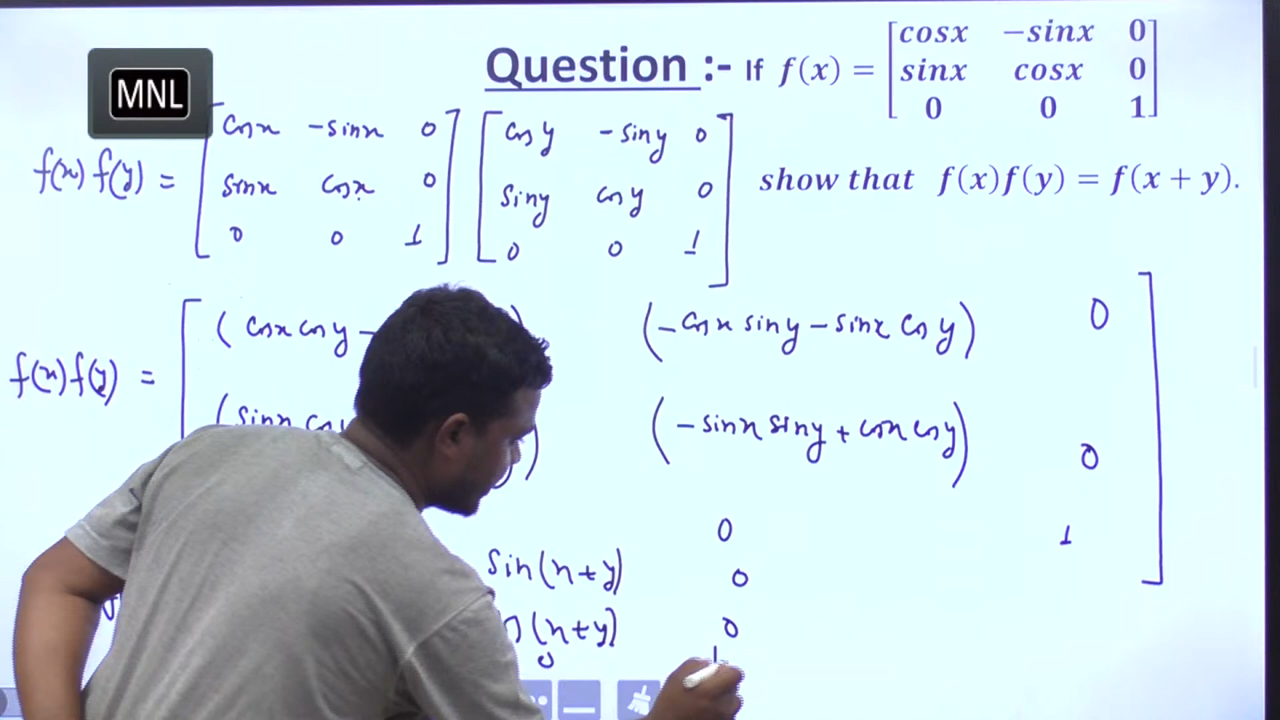 MNL
Question :- If f(x) = [cosx −sinx 0]
[sinx cosx 0]
[0 0 1]
show that f(x)f(y) = f(x + y).
f(x) f(y) = [cosx -sinx 0] [cosy -siny 0]
[sinx cosx 0] [siny cosy 0]
[0 0 1] [0 0 1]
f(x)f(y) = [(cosx cosy - ) (-cosx siny - sinx cosy) 0]
(sinx cosy ) (-sinx siny + cosx cosy) 0
0 1
sin(x+y) 0
(x+y) 0
0 1